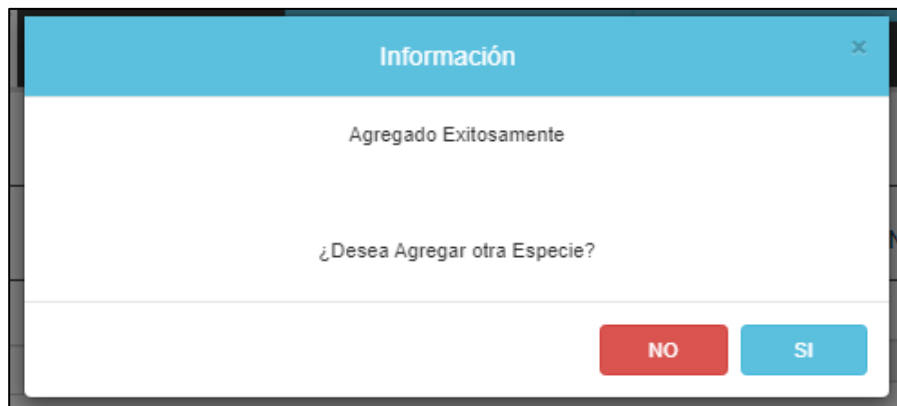 Información
×
Agregado Exitosamente
¿Desea Agregar otra Especie?
NO
SI